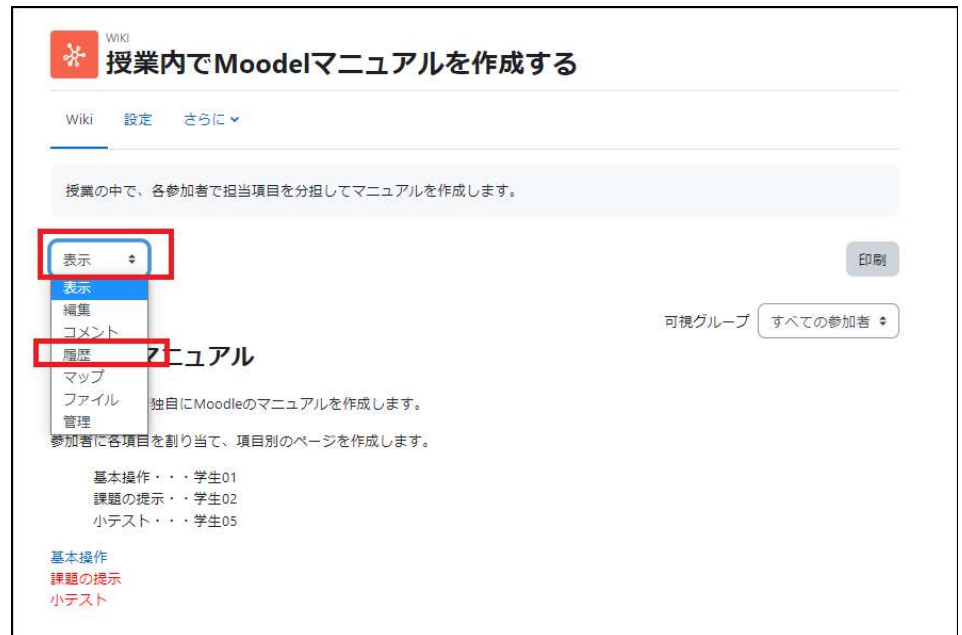 WIKI
授業内でMoodelマニュアルを作成する
Wiki 設定 さらに
授業の中で、各参加者で担当項目を分担してマニュアルを作成します。
表示 印刷
表示
編集
コメント
可視グループ すべての参加者
履歴 マニュアル
マップ
ファイル 独自にMoodleのマニュアルを作成します。
管理
参加者に各項目を割り当て、項目別のページを作成します。
基本操作・・・学生01
課題の提示・・学生02
小テスト・・・学生05
基本操作
課題の提示
小テスト